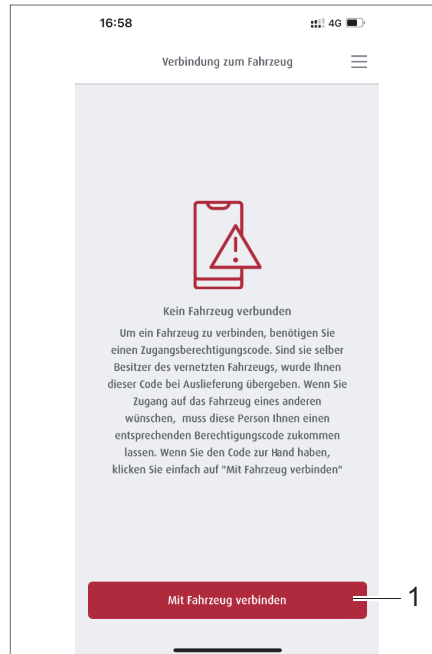 16:58
4G
Verbindung zum Fahrzeug
Kein Fahrzeug verbunden
Um ein Fahrzeug zu verbinden, benötigen Sie
einen Zugangsberechtigungscode. Sind sie selber
Besitzer des vernetzten Fahrzeugs, wurde Ihnen
dieser Code bei Auslieferung übergeben. Wenn Sie
Zugang auf das Fahrzeug eines anderen
wünschen, muss diese Person Ihnen einen
entsprechenden Berechtigungscode zukommen
lassen. Wenn Sie den Code zur Hand haben,
klicken Sie einfach auf "Mit Fahrzeug verbinden"
Mit Fahrzeug verbinden
1